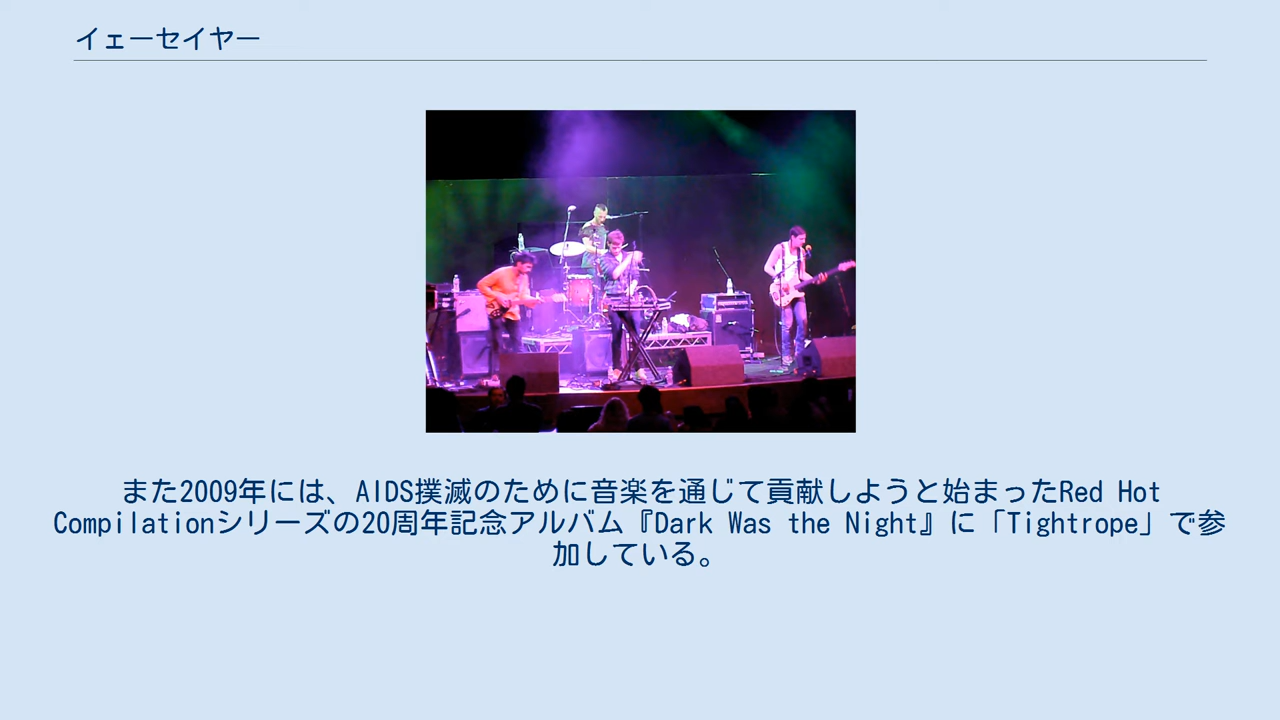 イェーセイヤー
また2009年には、AIDS撲滅のために音楽を通じて貢献しようと始まったRed Hot
Compilationシリーズの20周年記念アルバム『Dark Was the Night』に「Tightrope」で参
加している。